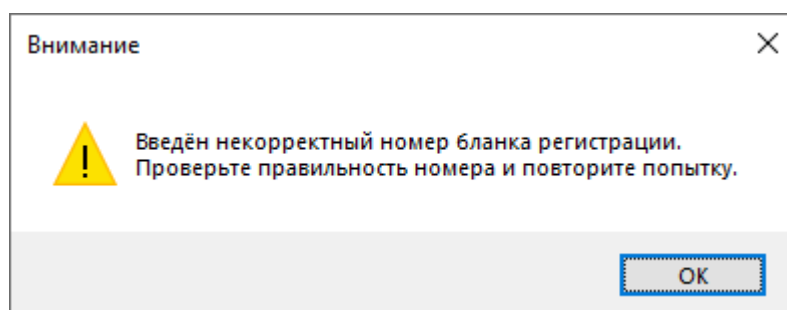 Внимание
Введён некорректный номер бланка регистрации.
Проверьте правильность номера и повторите попытку.
OK